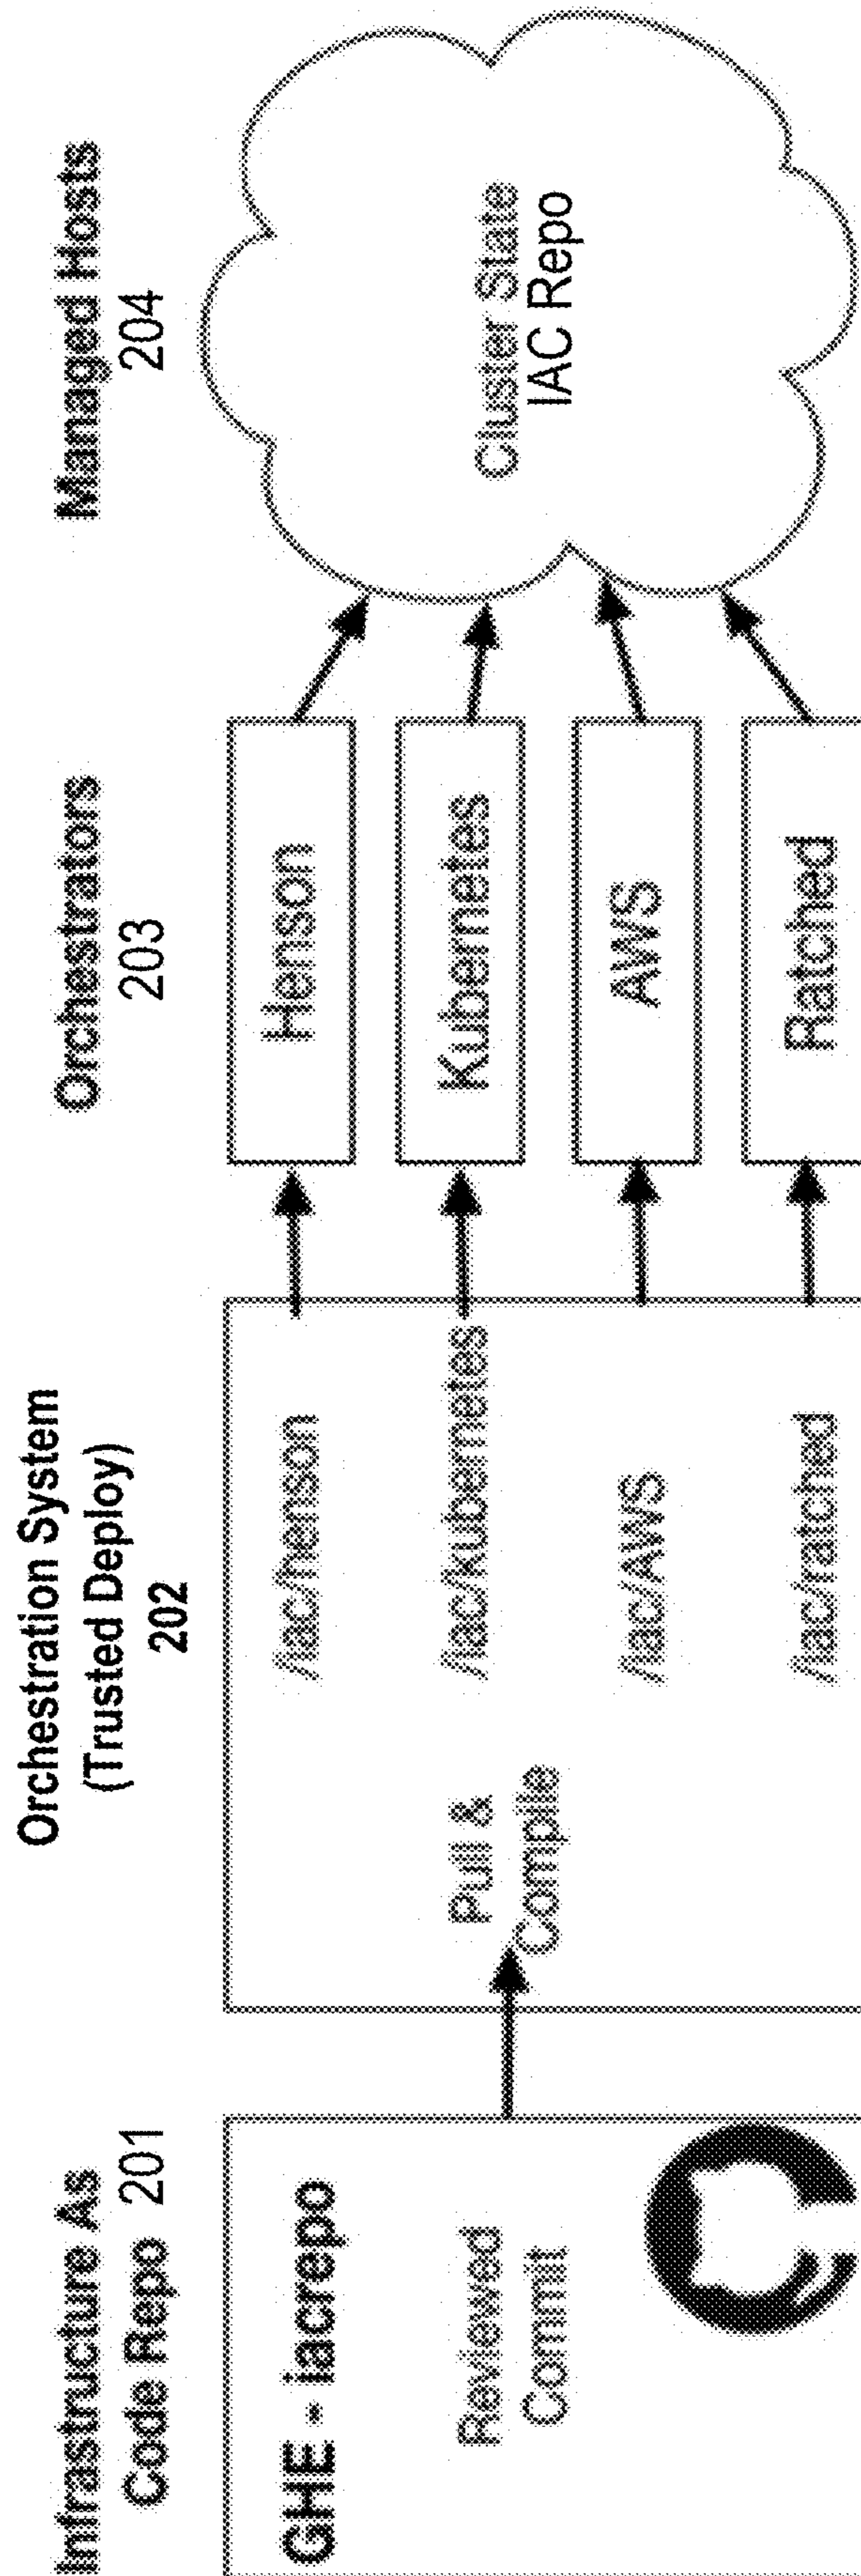 Infrastructure As
Code Repo 201
GHE - iacrepo
Reviewed
Commit
Orchestration System
(Trusted Deploy)
202
Pull &
Compile
/iac/henson
/iac/kubernetes
/iac/AWS
/iac/ratched
Orchestrators
203
Henson
Kubernetes
AWS
Ratched
Managed Hosts
204
Cluster State
IAC Repo